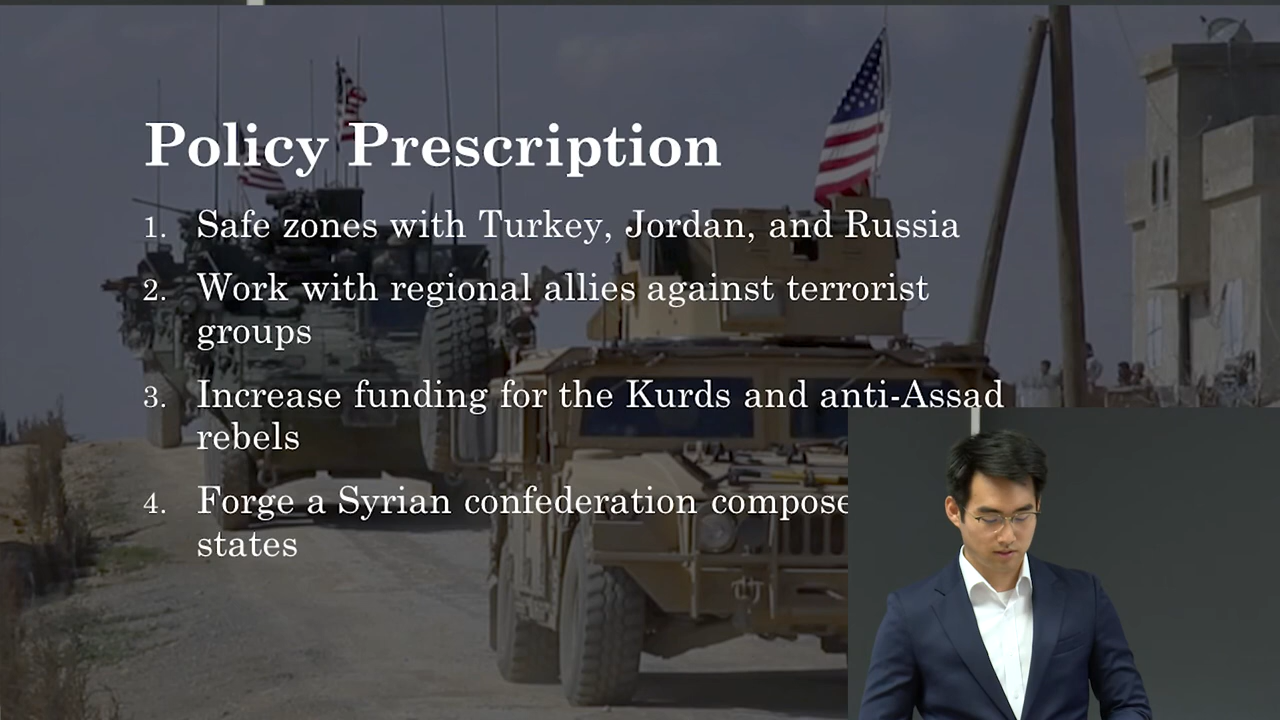 Policy Prescription
1. Safe zones with Turkey, Jordan, and Russia
2. Work with regional allies against terrorist
groups
3. Increase funding for the Kurds and anti-Assad
rebels
4. Forge a Syrian confederation
states